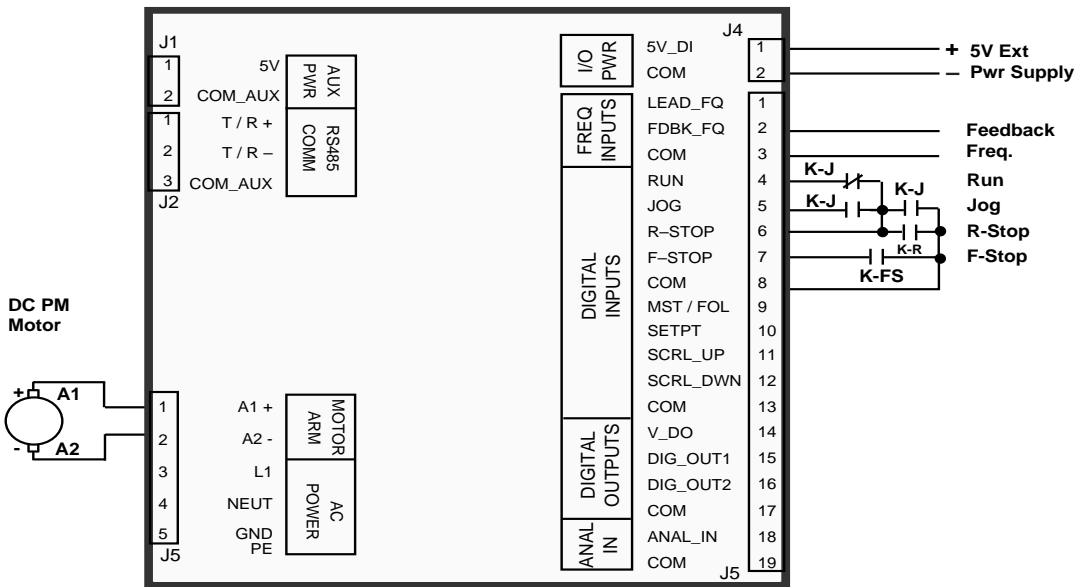 J1
1 5V
2 COM_AUX
AUX PWR
1 T / R +
2 T / R –
3 COM_AUX
RS485 COMM
J2
DC PM
Motor
+ A1
- A2
1 A1 +
2 A2 -
MOTOR ARM
3 L1
4 NEUT
5 GND
PE
AC POWER
J5
J4
I/O PWR
5V_DI 1 + 5V Ext
COM 2 – Pwr Supply
FREQ INPUTS
LEAD_FQ 1
FDBK_FQ 2 Feedback
COM 3 Freq.
DIGITAL INPUTS
RUN 4 K-J Run
JOG 5 K-J K-J Jog
R–STOP 6 K-R R-Stop
F–STOP 7 K-FS F-Stop
COM 8
MST / FOL 9
SETPT 10
SCRL_UP 11
SCRL_DWN 12
COM 13
DIGITAL OUTPUTS
V_DO 14
DIG_OUT1 15
DIG_OUT2 16
COM 17
ANAL IN
ANAL_IN 18
COM 19
J5